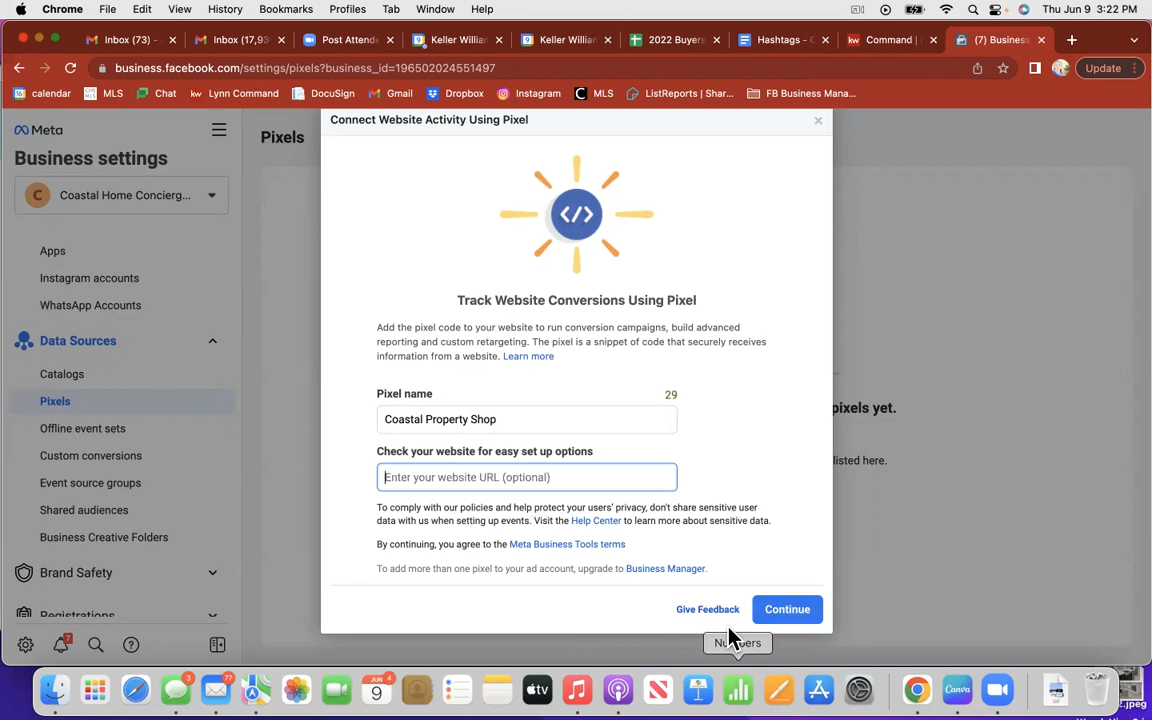 Chrome File Edit View History Bookmarks Profiles Tab Window Help Thu Jun 9 3:22 PM
Inbox (73) - Inbox (17,93 Post Attende Keller Willian Keller Willian 2022 Buyers Hashtags - G Command | (7) Business
business.facebook.com/settings/pixels?business_id=196502024551497 Update
calendar MLS Chat Lynn Command DocuSign Gmail Dropbox Instagram MLS ListReports | Shar... FB Business Mana...
Meta
Business settings
C Coastal Home Concierg...
Apps
Instagram accounts
WhatsApp Accounts
Data Sources
Catalogs
Pixels
Offline event sets
Custom conversions
Event source groups
Shared audiences
Business Creative Folders
Brand Safety
Registrations
7
Pixels
pixels yet.
listed here.
Connect Website Activity Using Pixel
Track Website Conversions Using Pixel
Add the pixel code to your website to run conversion campaigns, build advanced
reporting and custom retargeting. The pixel is a snippet of code that securely receives
information from a website. Learn more
Pixel name 29
Coastal Property Shop
Check your website for easy set up options
Enter your website URL (optional)
To comply with our policies and help protect your users' privacy, don't share sensitive user
data with us when setting up events. Visit the Help Center to learn more about sensitive data.
By continuing, you agree to the Meta Business Tools terms
To add more than one pixel to your ad account, upgrade to Business Manager.
Give Feedback Continue
Numbers
3 77 JUN 9 4 tv
.jpeg